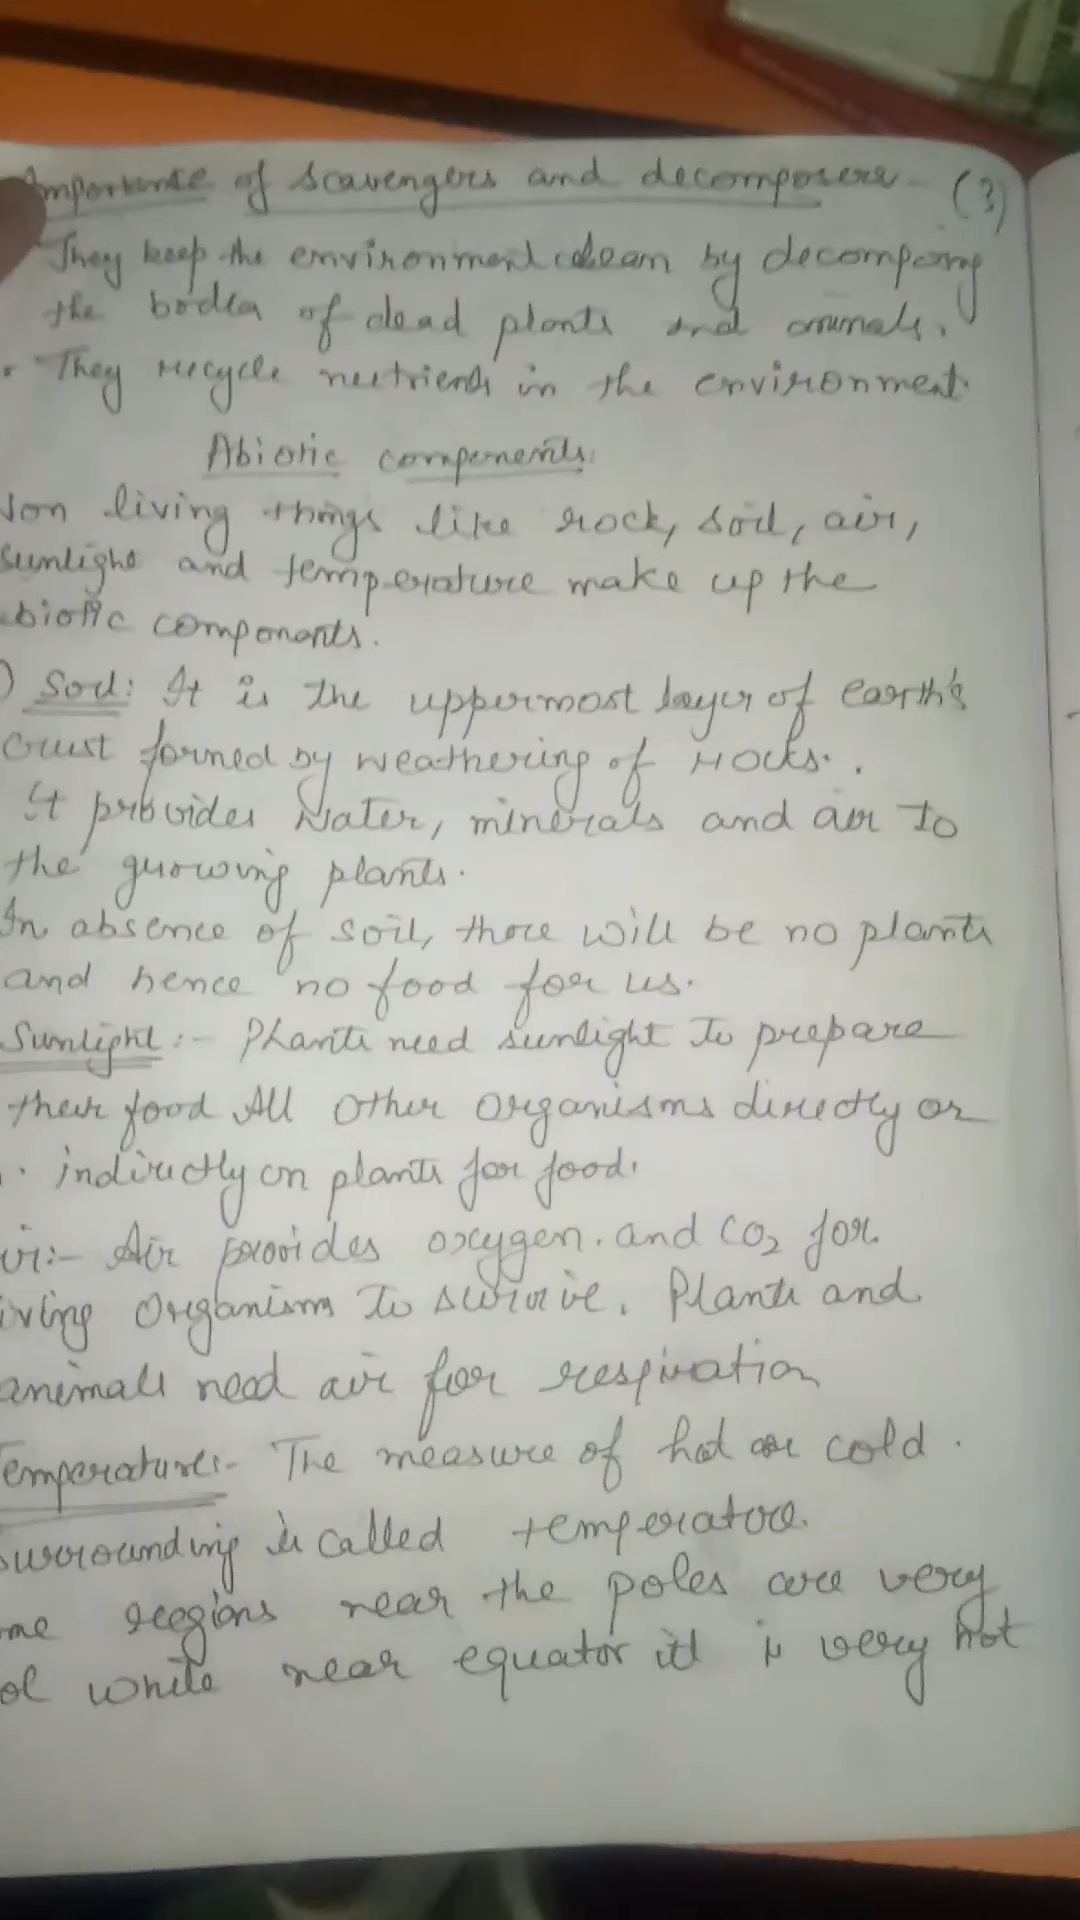 Importance of scavengers and decomposers - (3)
They keep the environment clean by decomposing
the bodies of dead plants and animals.
• They recycle nutrients in the environment.
Abiotic components.
Non living things like rock, soil, air,
sunlight and temperature make up the
abiotic components.
) Soil: It is the uppermost layer of earth's
crust formed by weathering of rocks.
It provides water, minerals and air to
the growing plants.
In absence of soil, there will be no plants
and hence no food for us.
Sunlight :- Plants need sunlight to prepare
their food All other organisms directly or
indirectly on plants for food.
ir:- Air provides oxygen. and CO2 for
iving Organism to survive. Plants and
animals need air for respiration
Temperature:- The measure of hot or cold.
surrounding is called temperature.
me regions near the poles are very
ol while near equator it is very hot